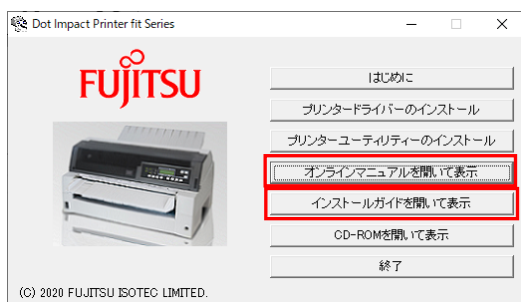 Dot Impact Printer fit Series
FUJITSU
はじめに
プリンタードライバーのインストール
プリンターユーティリティーのインストール
オンラインマニュアルを開いて表示
インストールガイドを開いて表示
CD-ROMを開いて表示
終了
(C) 2020 FUJITSU ISOTEC LIMITED.